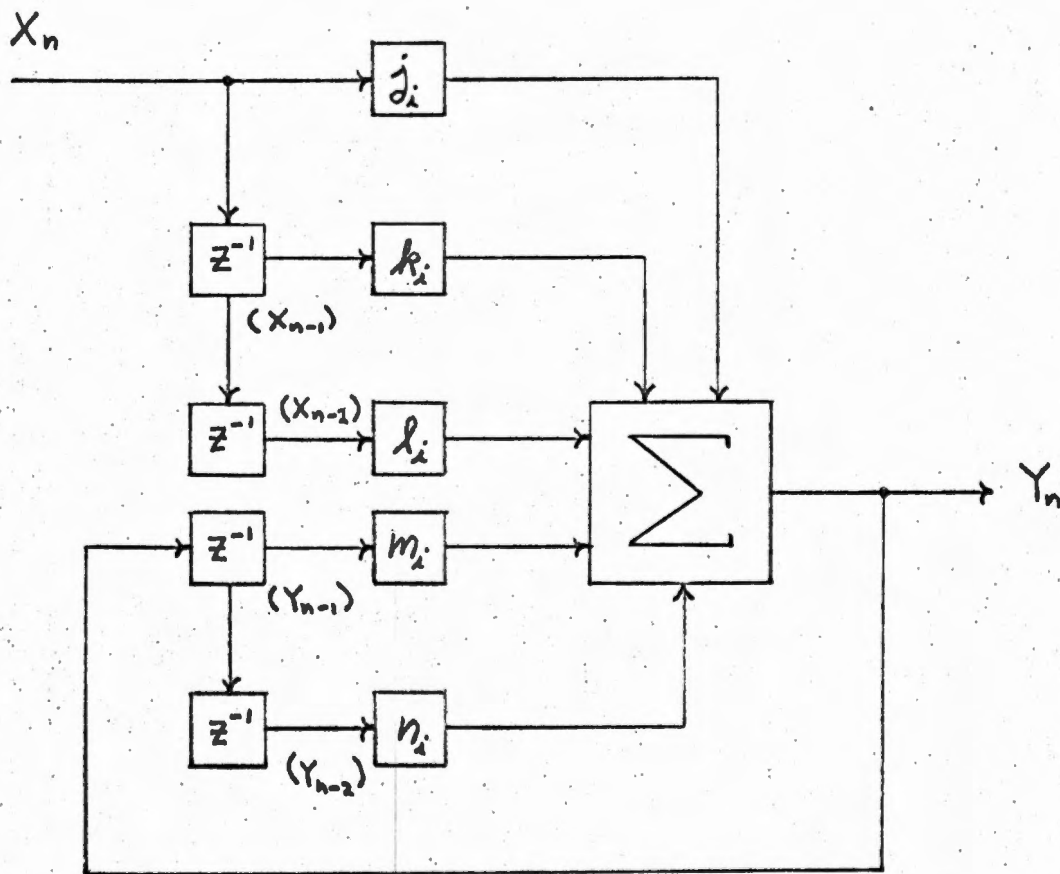 Xₙ
jᵢ
z⁻¹
kᵢ
(Xₙ₋₁)
z⁻¹
(Xₙ₋₂)
lᵢ
Σ
Yₙ
z⁻¹
mᵢ
(Yₙ₋₁)
z⁻¹
nᵢ
(Yₙ₋₂)